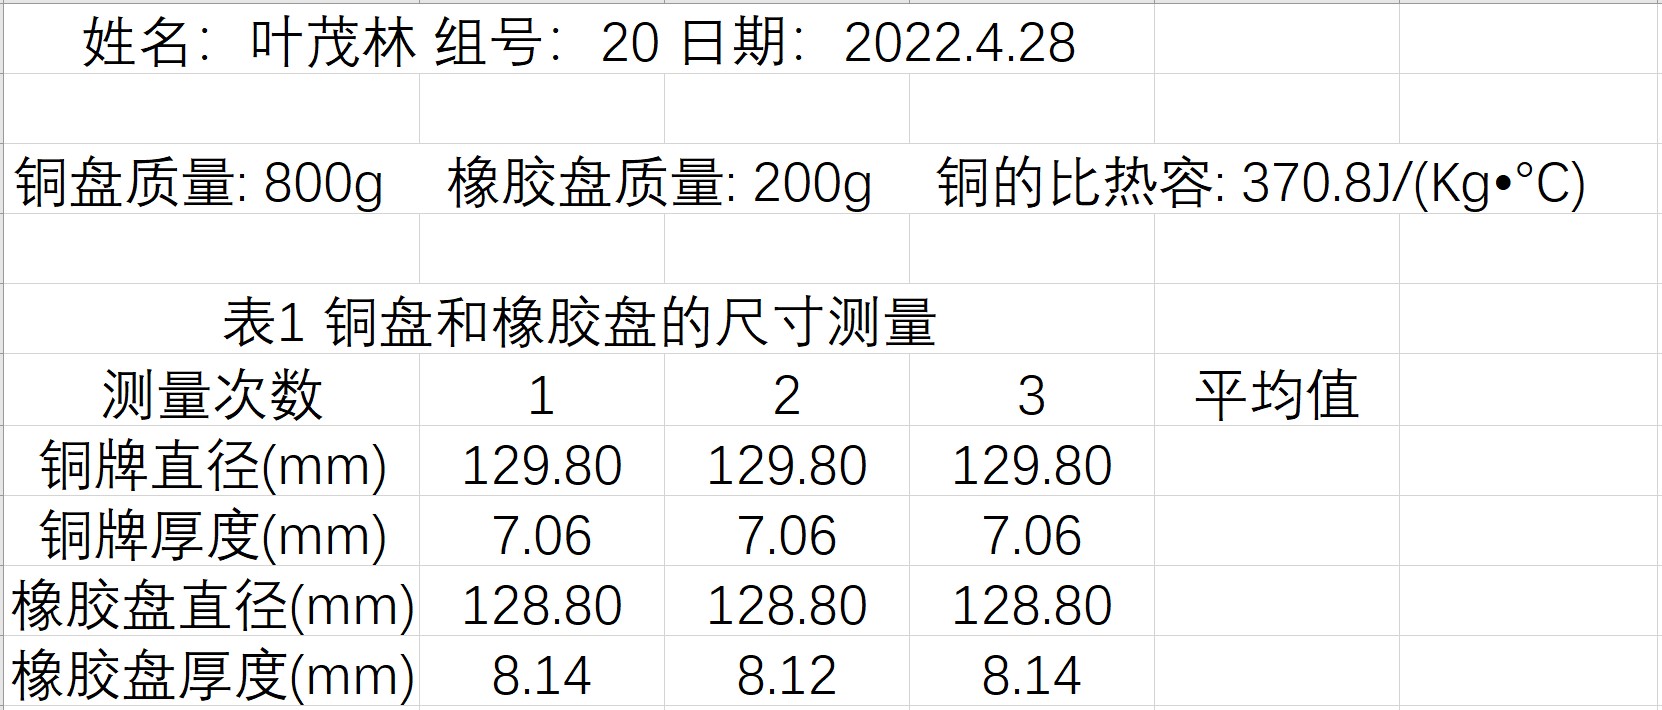 姓名：叶茂林 组号：20 日期：2022.4.28
铜盘质量: 800g 橡胶盘质量: 200g 铜的比热容: 370.8J/(Kg•°C)
表1 铜盘和橡胶盘的尺寸测量
测量次数 1 2 3 平均值
铜牌直径(mm) 129.80 129.80 129.80
铜牌厚度(mm) 7.06 7.06 7.06
橡胶盘直径(mm) 128.80 128.80 128.80
橡胶盘厚度(mm) 8.14 8.12 8.14